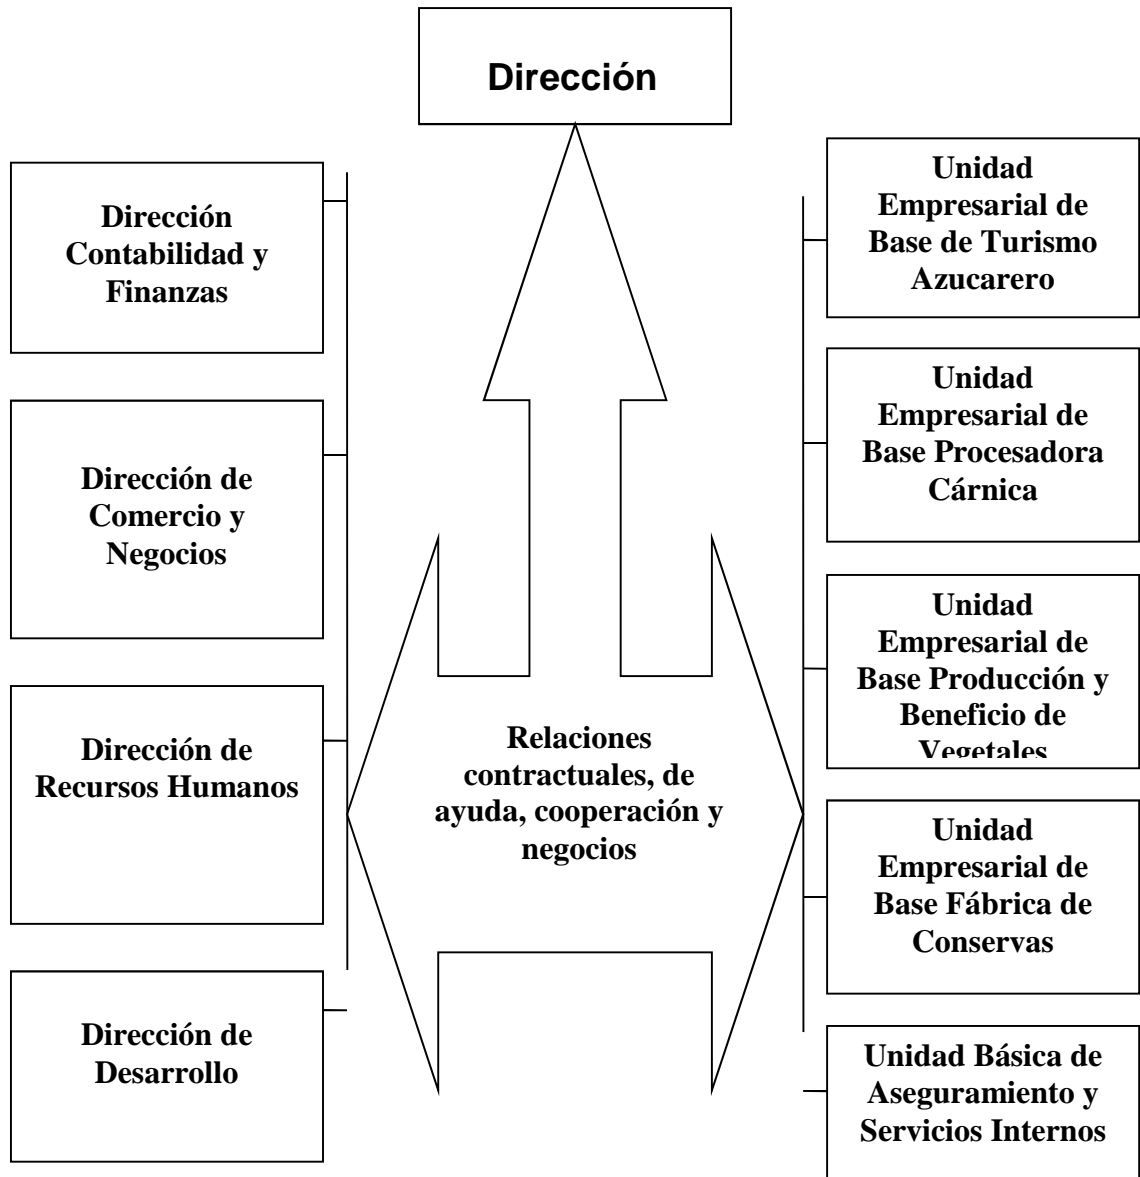 Dirección
Dirección
Contabilidad y
Finanzas
Dirección de
Comercio y
Negocios
Dirección de
Recursos Humanos
Dirección de
Desarrollo
Relaciones
contractuales, de
ayuda, cooperación y
negocios
Unidad
Empresarial de
Base de Turismo
Azucarero
Unidad
Empresarial de
Base Procesadora
Cárnica
Unidad
Empresarial de
Base Producción y
Beneficio de
Vegetales
Unidad
Empresarial de
Base Fábrica de
Conservas
Unidad Básica de
Aseguramiento y
Servicios Internos